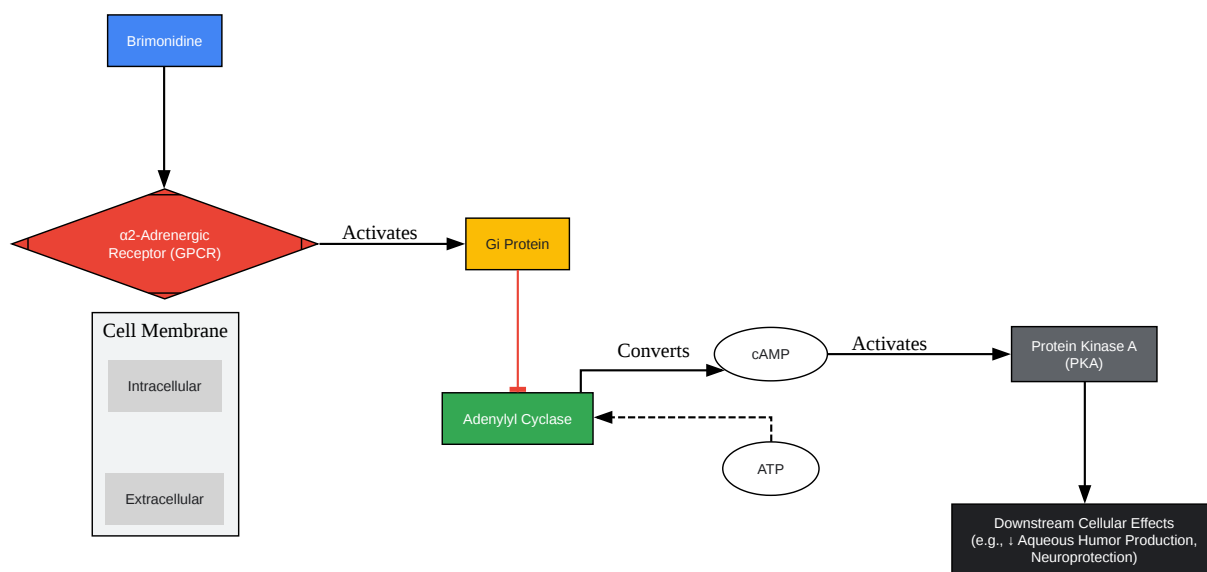 Brimonidine
α2-Adrenergic
Receptor (GPCR)
Activates
Gi Protein
Cell Membrane
Intracellular
Extracellular
Adenylyl Cyclase
Converts
cAMP
ATP
Activates
Protein Kinase A
(PKA)
Downstream Cellular Effects
(e.g., ↓ Aqueous Humor Production,
Neuroprotection)